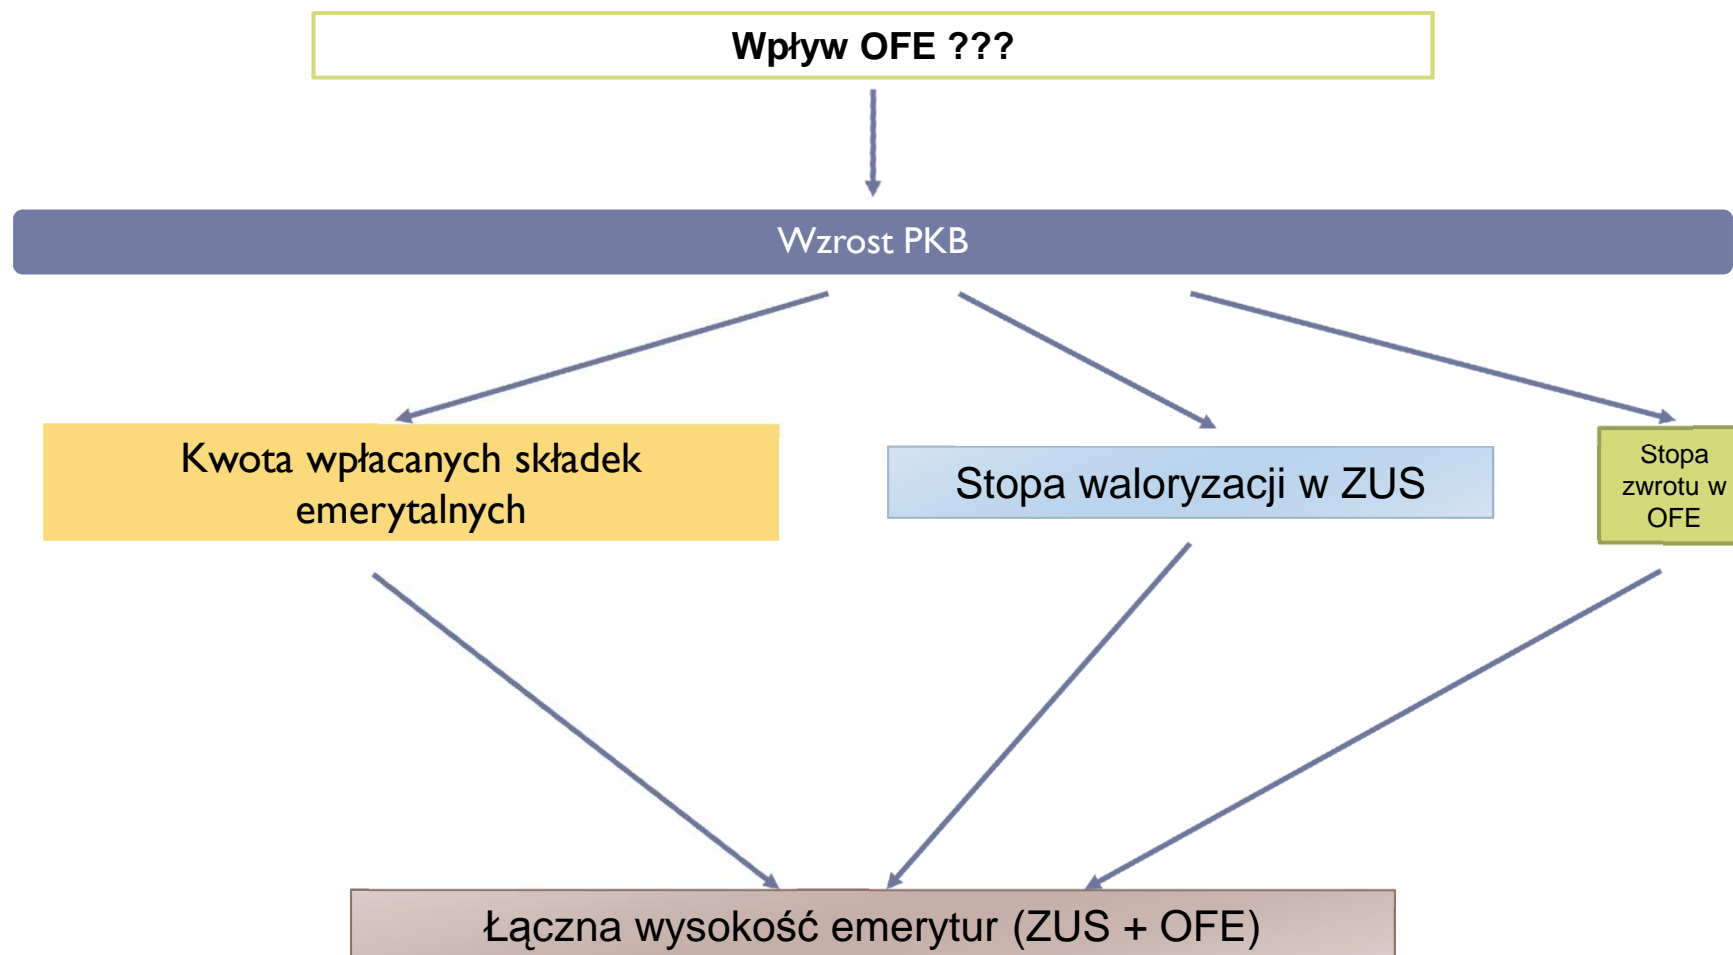 Wpływ OFE ???
Wzrost PKB
Kwota wpłacanych składek
emerytalnych
Stopa waloryzacji w ZUS
Stopa
zwrotu w
OFE
Łączna wysokość emerytur (ZUS + OFE)